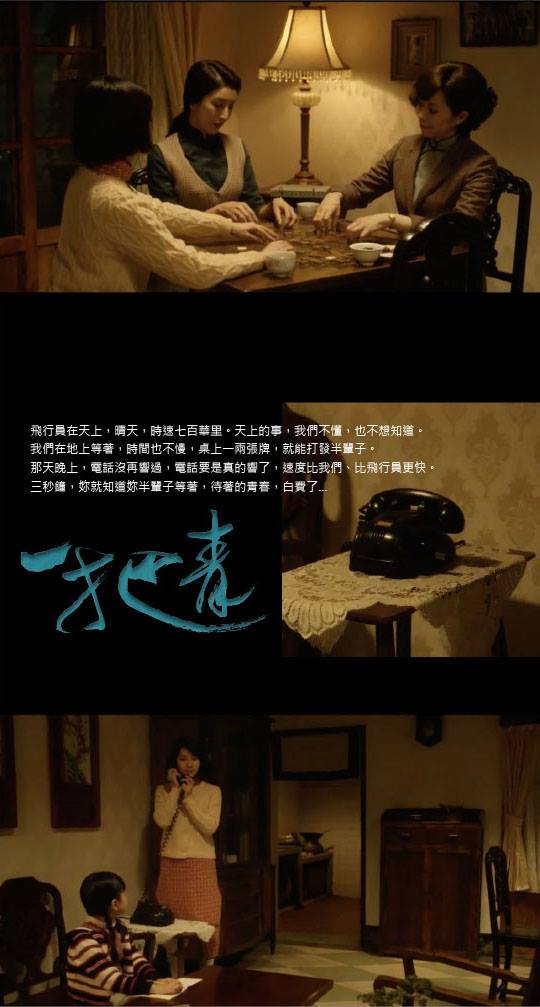 飛行員在天上，晴天，時速七百華里。天上的事，我們不懂，也不想知道。
我們在地上等著，時間也不慢，桌上一兩張牌，就能打發半輩子。
那天晚上，電話沒再響過，電話要是真的響了，速度比我們、比飛行員更快。
三秒鐘，妳就知道妳半輩子等著，待著的青春，白費了...
一把青